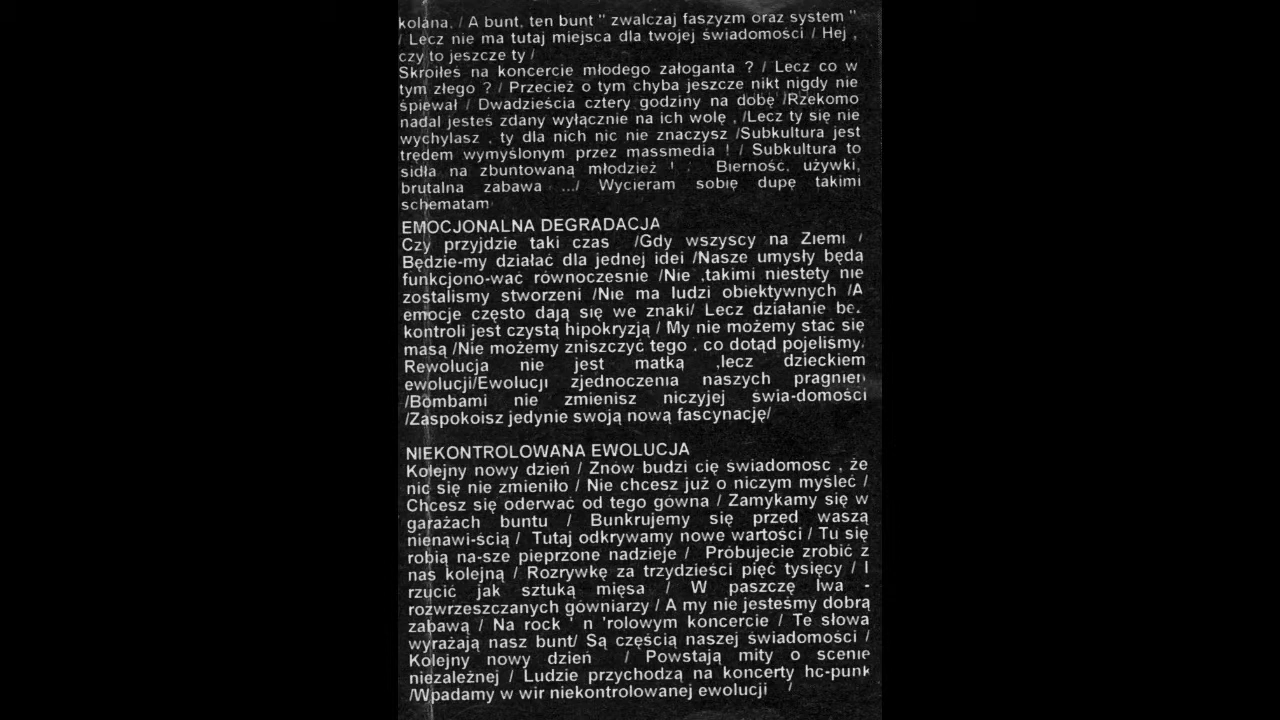 kolana, / A bunt, ten bunt " zwalczaj faszyzm oraz system "
/ Lecz nie ma tutaj miejsca dla twojej świadomości / Hej ,
czy to jeszcze ty /
Skroiłeś na koncercie młodego załoganta ? / Lecz co w
tym złego ? / Przecież o tym chyba jeszcze nikt nigdy nie
śpiewał / Dwadzieścia cztery godziny na dobę /Rzekomo
nadal jesteś zdany wyłącznie na ich wolę , /Lecz ty się nie
wychylasz , ty dla nich nic nie znaczysz /Subkultura jest
trędem wymyślonym przez massmedia ! / Subkultura to
sidła na zbuntowaną młodzież ! . Bierność, używki,
brutalna zabawa .../ Wycieram sobię dupę takimi
schematami
EMOCJONALNA DEGRADACJA
Czy przyjdzie taki czas /Gdy wszyscy na Ziemi /
Będzie-my działać dla jednej idei /Nasze umysły będą
funkcjono-wać równocześnie /Nie ,takimi niestety nie
zostalismy stworzeni /Nie ma ludzi obiektywnych /A
emocje często dają się we znaki/ Lecz działanie be.
kontroli jest czystą hipokryzją / My nie możemy stać się
masą /Nie możemy zniszczyć tego , co dotąd pojeliśmy.
Rewolucja nie jest matką ,lecz dzieckiem
ewolucji/Ewolucji zjednoczenia naszych pragnień
/Bombami nie zmienisz niczyjej świa-domości
/Zaspokoisz jedynie swoją nową fascynację/
NIEKONTROLOWANA EWOLUCJA
Kolejny nowy dzień / Znów budzi cię świadomosc , że
nic się nie zmieniło / Nie chcesz już o niczym myśleć /
Chcesz się oderwać od tego gówna / Zamykamy się w
garażach buntu / Bunkrujemy się przed waszą
nienawi-ścią / Tutaj odkrywamy nowe wartości / Tu się
robią na-sze pieprzone nadzieje / Próbujecie zrobić z
nas kolejną / Rozrywkę za trzydzieści pięć tysięcy / I
rzucić jak sztuką mięsa / W paszczę lwa -
rozwrzeszczanych gówniarzy / A my nie jesteśmy dobrą
zabawą / Na rock ' n 'rolowym koncercie / Te słowa
wyrażają nasz bunt/ Są częścią naszej świadomości /
Kolejny nowy dzień / Powstają mity o scenie
niezależnej / Ludzie przychodzą na koncerty hc-punk
/Wpadamy w wir niekontrolowanej ewolucji /